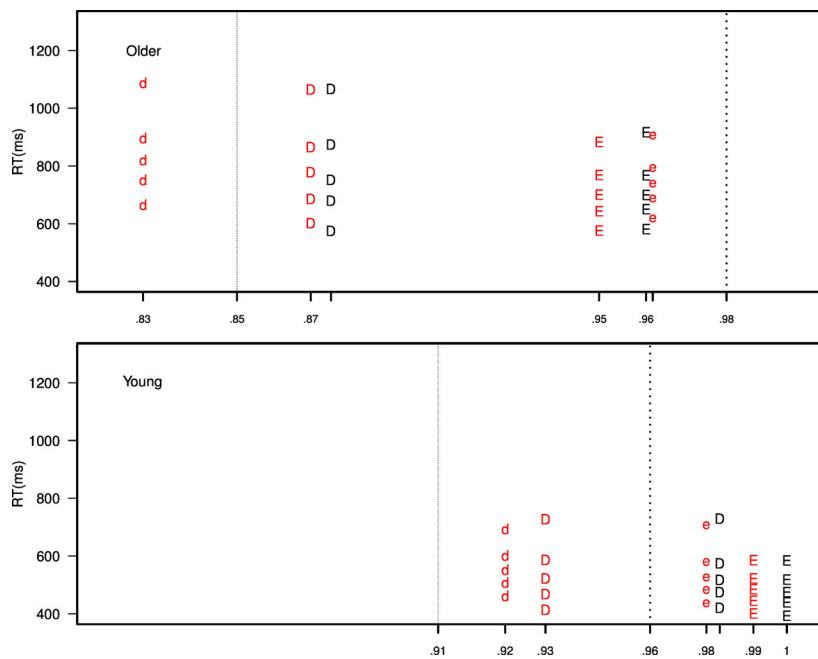 1200
Older
d
D
D
1000
d
D
D
E
e
E
RT(ms)
d
800
D
D
E
E
e
d
E
E
e
d
D
D
E
E
e
600
D
D
E
E
e
400
.83
.85
.87
.95
.96
.98
1200
Young
1000
RT(ms)
800
d
D
e
D
600
d
D
e
D
E
E
d
D
e
D
E
E
d
D
e
D
E
E
d
D
e
D
E
E
400
E
E
.91
.92
.93
.96
.98
.99
1